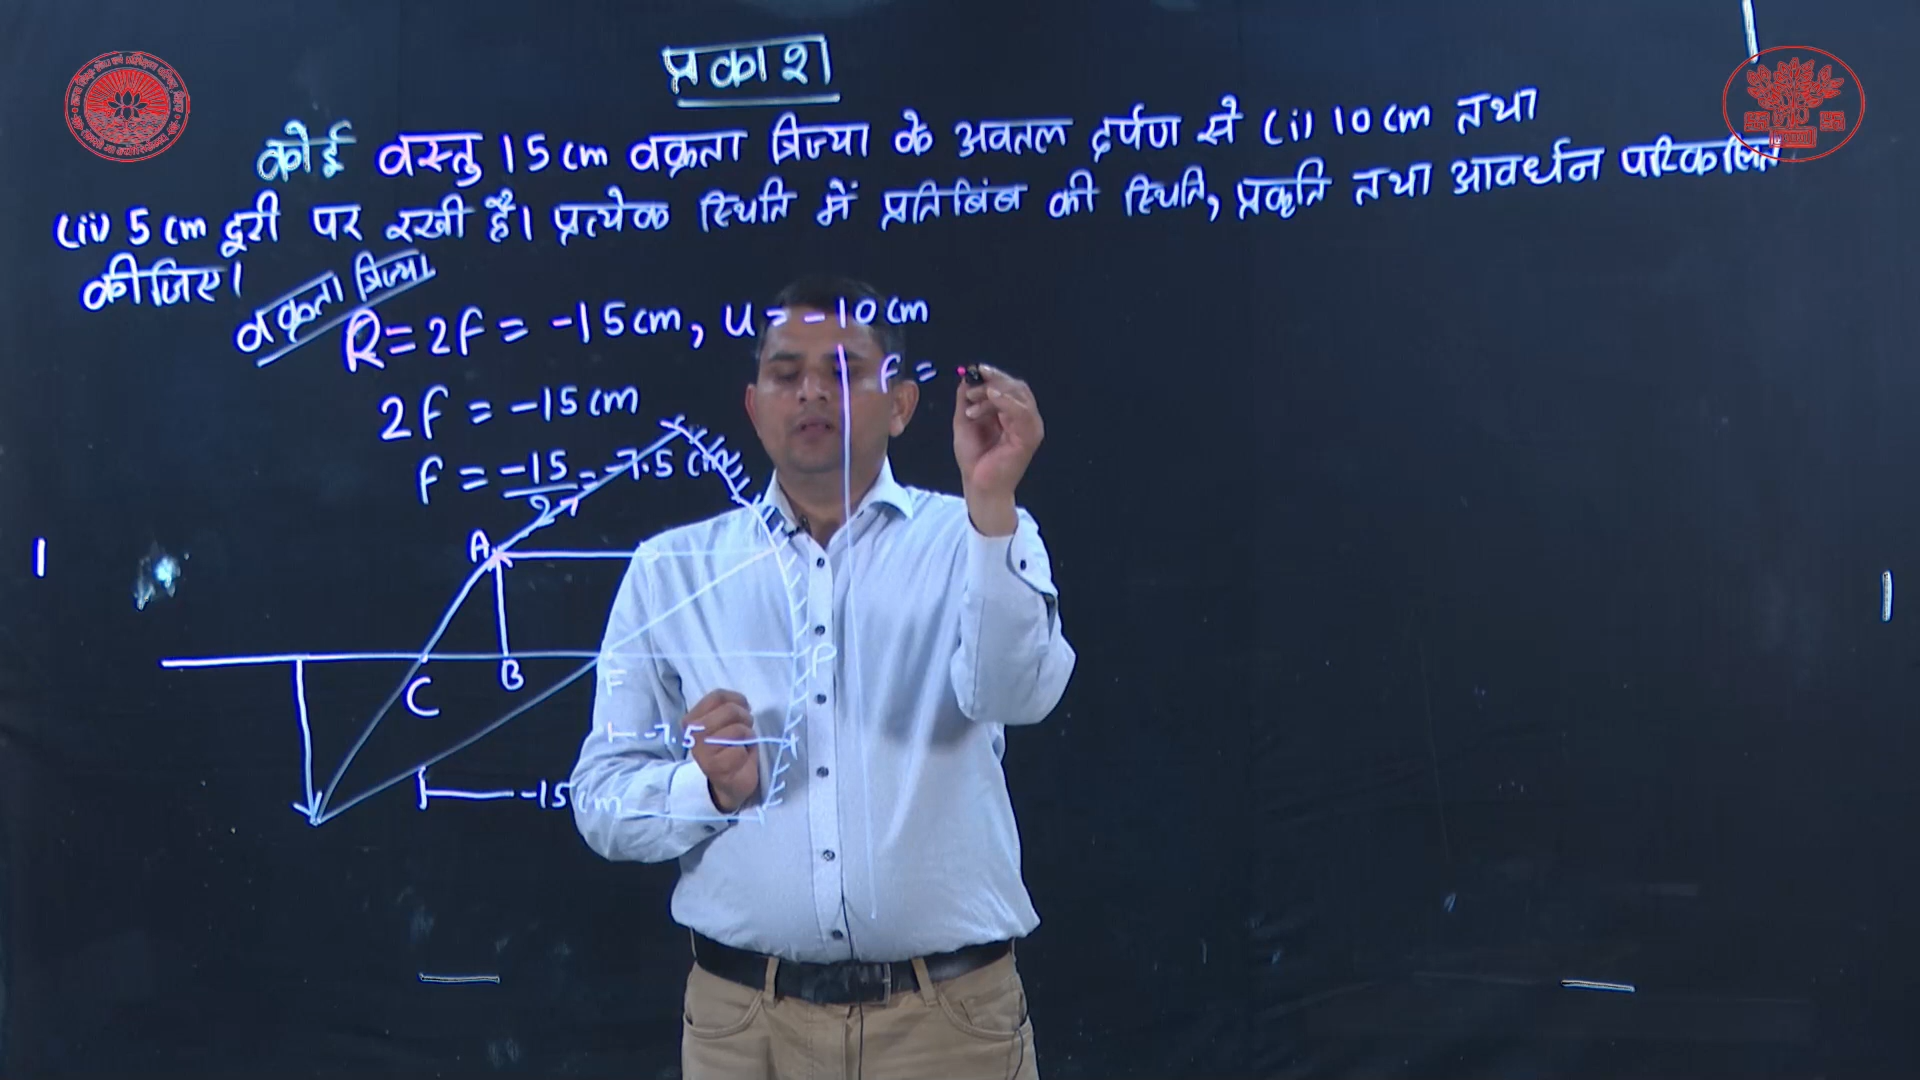 प्रकाश
कोई वस्तु 15 cm वक्रता त्रिज्या के अवतल दर्पण से (i) 10 cm तथा
(ii) 5 cm दूरी पर रखी है। प्रत्येक स्थिति में प्रतिबिंब की स्थिति, प्रकृति तथा आवर्धन परिकलित
कीजिए।
वक्रता त्रिज्या
R = 2f = -15 cm, u = -10 cm
f =
2f = -15 cm
f = -15/2 = -7.5 cm
A
B
F
P
C
-7.5
-15 cm